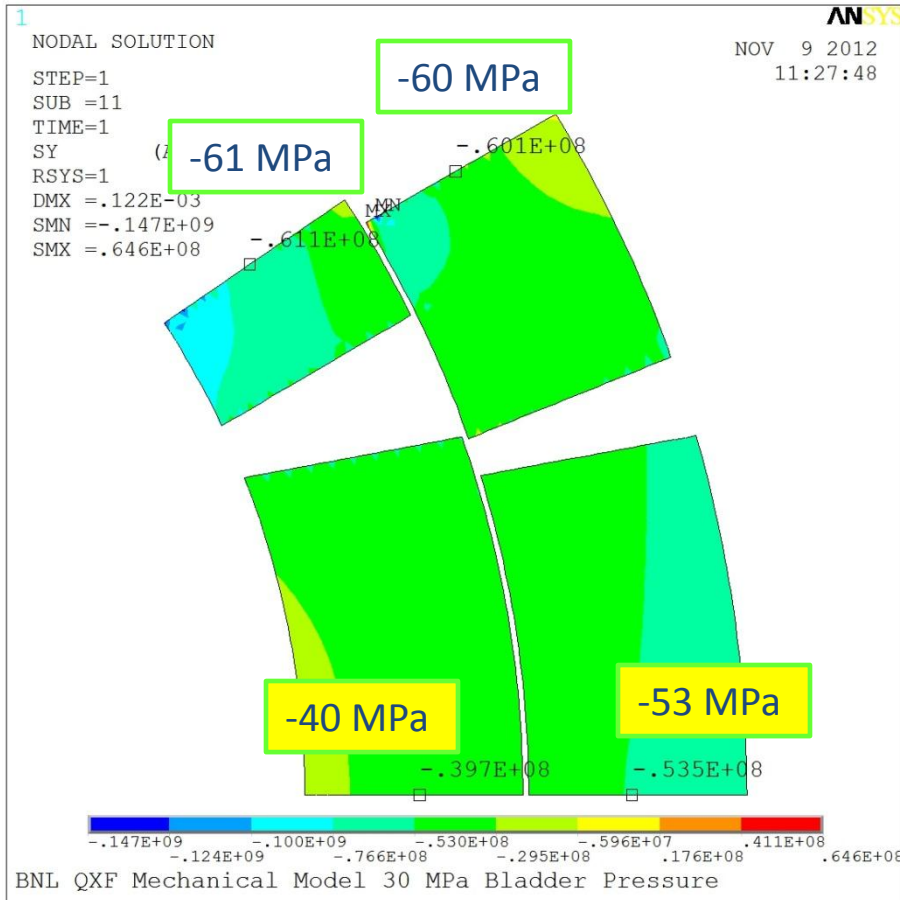 1
ANSYS
NODAL SOLUTION
NOV 9 2012
11:27:48
STEP=1
SUB =11
TIME=1
SY (A
RSYS=1
DMX =.122E-03
SMN =-.147E+09
SMX =.646E+08
-60 MPa
-61 MPa
-.601E+08
MX
MN
-.611E+08
-40 MPa
-53 MPa
-.397E+08
-.535E+08
-.147E+09 -.100E+09 -.530E+08 -.596E+07 .411E+08
-.124E+09 -.766E+08 -.295E+08 .176E+08 .646E+08
BNL QXF Mechanical Model 30 MPa Bladder Pressure